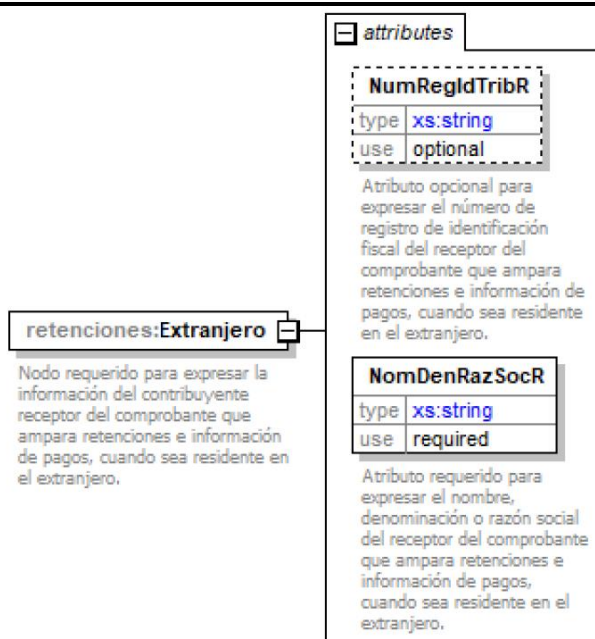 attributes
NumRegIdTribR
type xs:string
use optional
Atributo opcional para
expresar el número de
registro de identificación
fiscal del receptor del
comprobante que ampara
retenciones e información de
pagos, cuando sea residente
en el extranjero.
retenciones:Extranjero
Nodo requerido para expresar la
información del contribuyente
receptor del comprobante que
ampara retenciones e información
de pagos, cuando sea residente en
el extranjero.
NomDenRazSocR
type xs:string
use required
Atributo requerido para
expresar el nombre,
denominación o razón social
del receptor del comprobante
que ampara retenciones e
información de pagos,
cuando sea residente en el
extranjero.